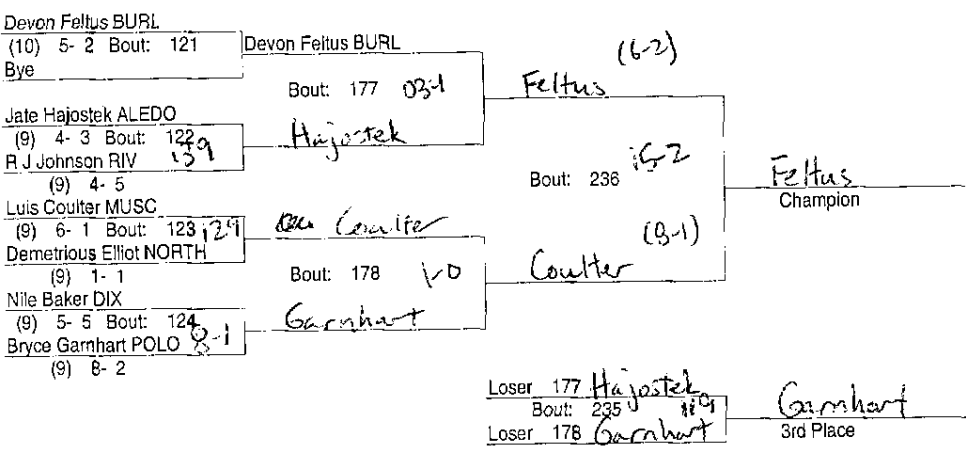 Devon Feltus BURL
(10) 5- 2 Bout: 121
Bye
Devon Feltus BURL
Bout: 177 03-1
Jate Hajostek ALEDO
(9) 4- 3 Bout: 122
R J Johnson RIV
(9) 4- 5
Hajostek
Feltus (6-2)
Luis Coulter MUSC
(9) 6- 1 Bout: 123
Demetrious Elliot NORTH
(9) 1- 1
Coulter
Bout: 178 1-0
Nile Baker DIX
(9) 5- 5 Bout: 124
Bryce Garnhart POLO 8-1
(9) 8- 2
Garnhart
Coulter
Bout: 236
Feltus
Champion
Loser 177 Hajostek
Bout: 235
Loser 178 Garnhart
Garnhart
3rd Place